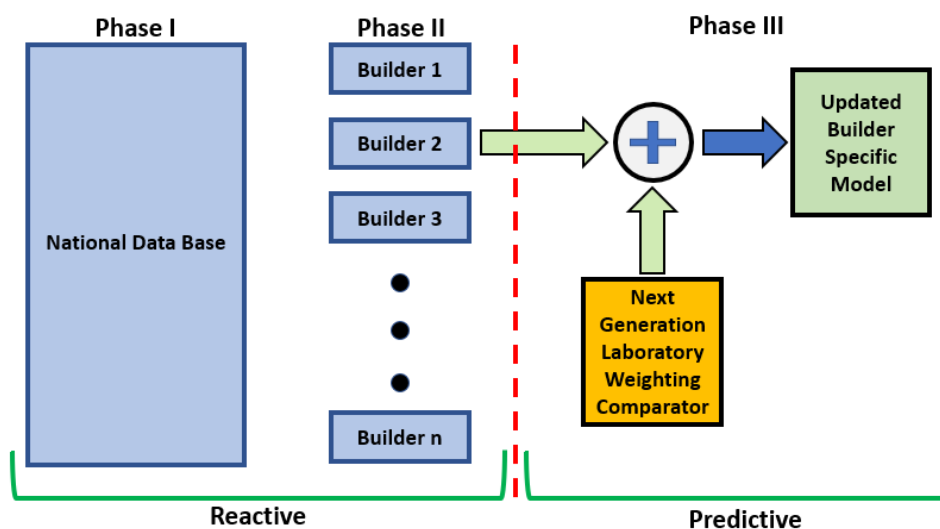 Phase I
Phase II
Phase III
National Data Base
Builder 1
Builder 2
Builder 3
Builder n
Updated
Builder
Specific
Model
Next
Generation
Laboratory
Weighting
Comparator
Reactive
Predictive